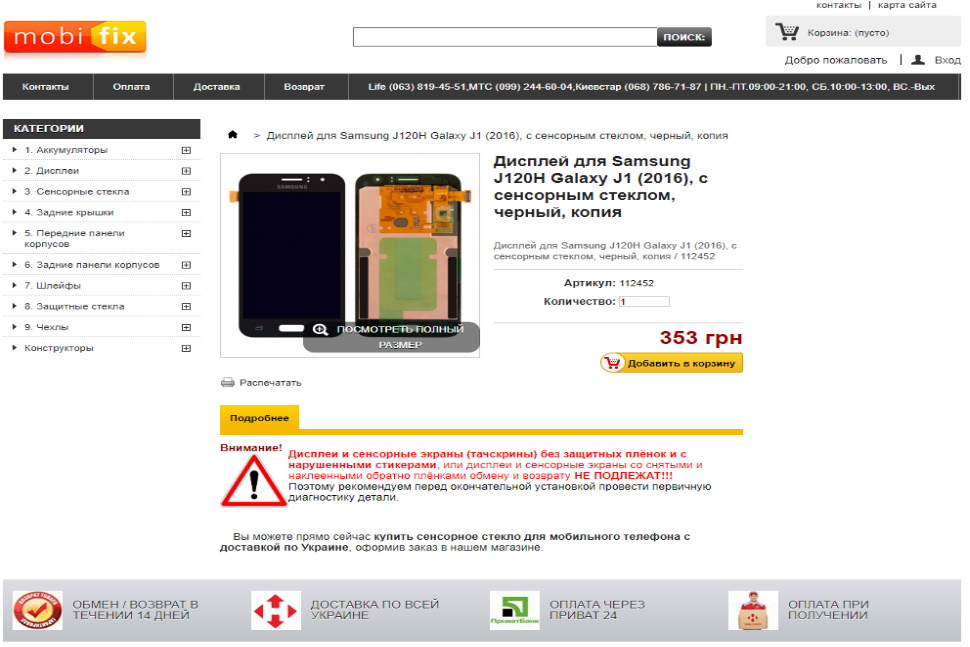 контакты | карта сайта
mobi fix
ПОИСК:
Корзина: (пусто)
Добро пожаловать | Вход
Контакты Оплата Доставка Возврат Life (063) 819-45-51,МТС (099) 244-60-04,Киевстар (068) 786-71-87 | ПН.-ПТ.09:00-21:00, СБ.10:00-13:00, ВС.-Вых
КАТЕГОРИИ
1. Аккумуляторы
2. Дисплеи
3. Сенсорные стекла
4. Задние крышки
5. Передние панели
корпусов
6. Задние панели корпусов
7. Шлейфы
8. Защитные стекла
9. Чехлы
Конструкторы
> Дисплей для Samsung J120H Galaxy J1 (2016), с сенсорным стеклом, черный, копия
SAMSUNG
ПОСМОТРЕТЬ ПОЛНЫЙ
РАЗМЕР
Дисплей для Samsung
J120H Galaxy J1 (2016), с
сенсорным стеклом,
черный, копия
Дисплей для Samsung J120H Galaxy J1 (2016), с
сенсорным стеклом, черный, копия / 112452
Артикул: 112452
Количество: 1
353 грн
Добавить в корзину
Распечатать
Подробнее
Внимание!
Дисплеи и сенсорные экраны (тачскрины) без защитных плёнок и с
нарушенными стикерами, или дисплеи и сенсорные экраны со снятыми и
наклеенными обратно плёнками обмену и возврату НЕ ПОДЛЕЖАТ!!!
Поэтому рекомендуем перед окончательной установкой провести первичную
диагностику детали.
Вы можете прямо сейчас купить сенсорное стекло для мобильного телефона с
доставкой по Украине, оформив заказ в нашем магазине.
ОБМЕН / ВОЗВРАТ В
ТЕЧЕНИИ 14 ДНЕЙ
ДОСТАВКА ПО ВСЕЙ
УКРАИНЕ
ПриватБанк
ОПЛАТА ЧЕРЕЗ
ПРИВАТ 24
ОПЛАТА ПРИ
ПОЛУЧЕНИИ